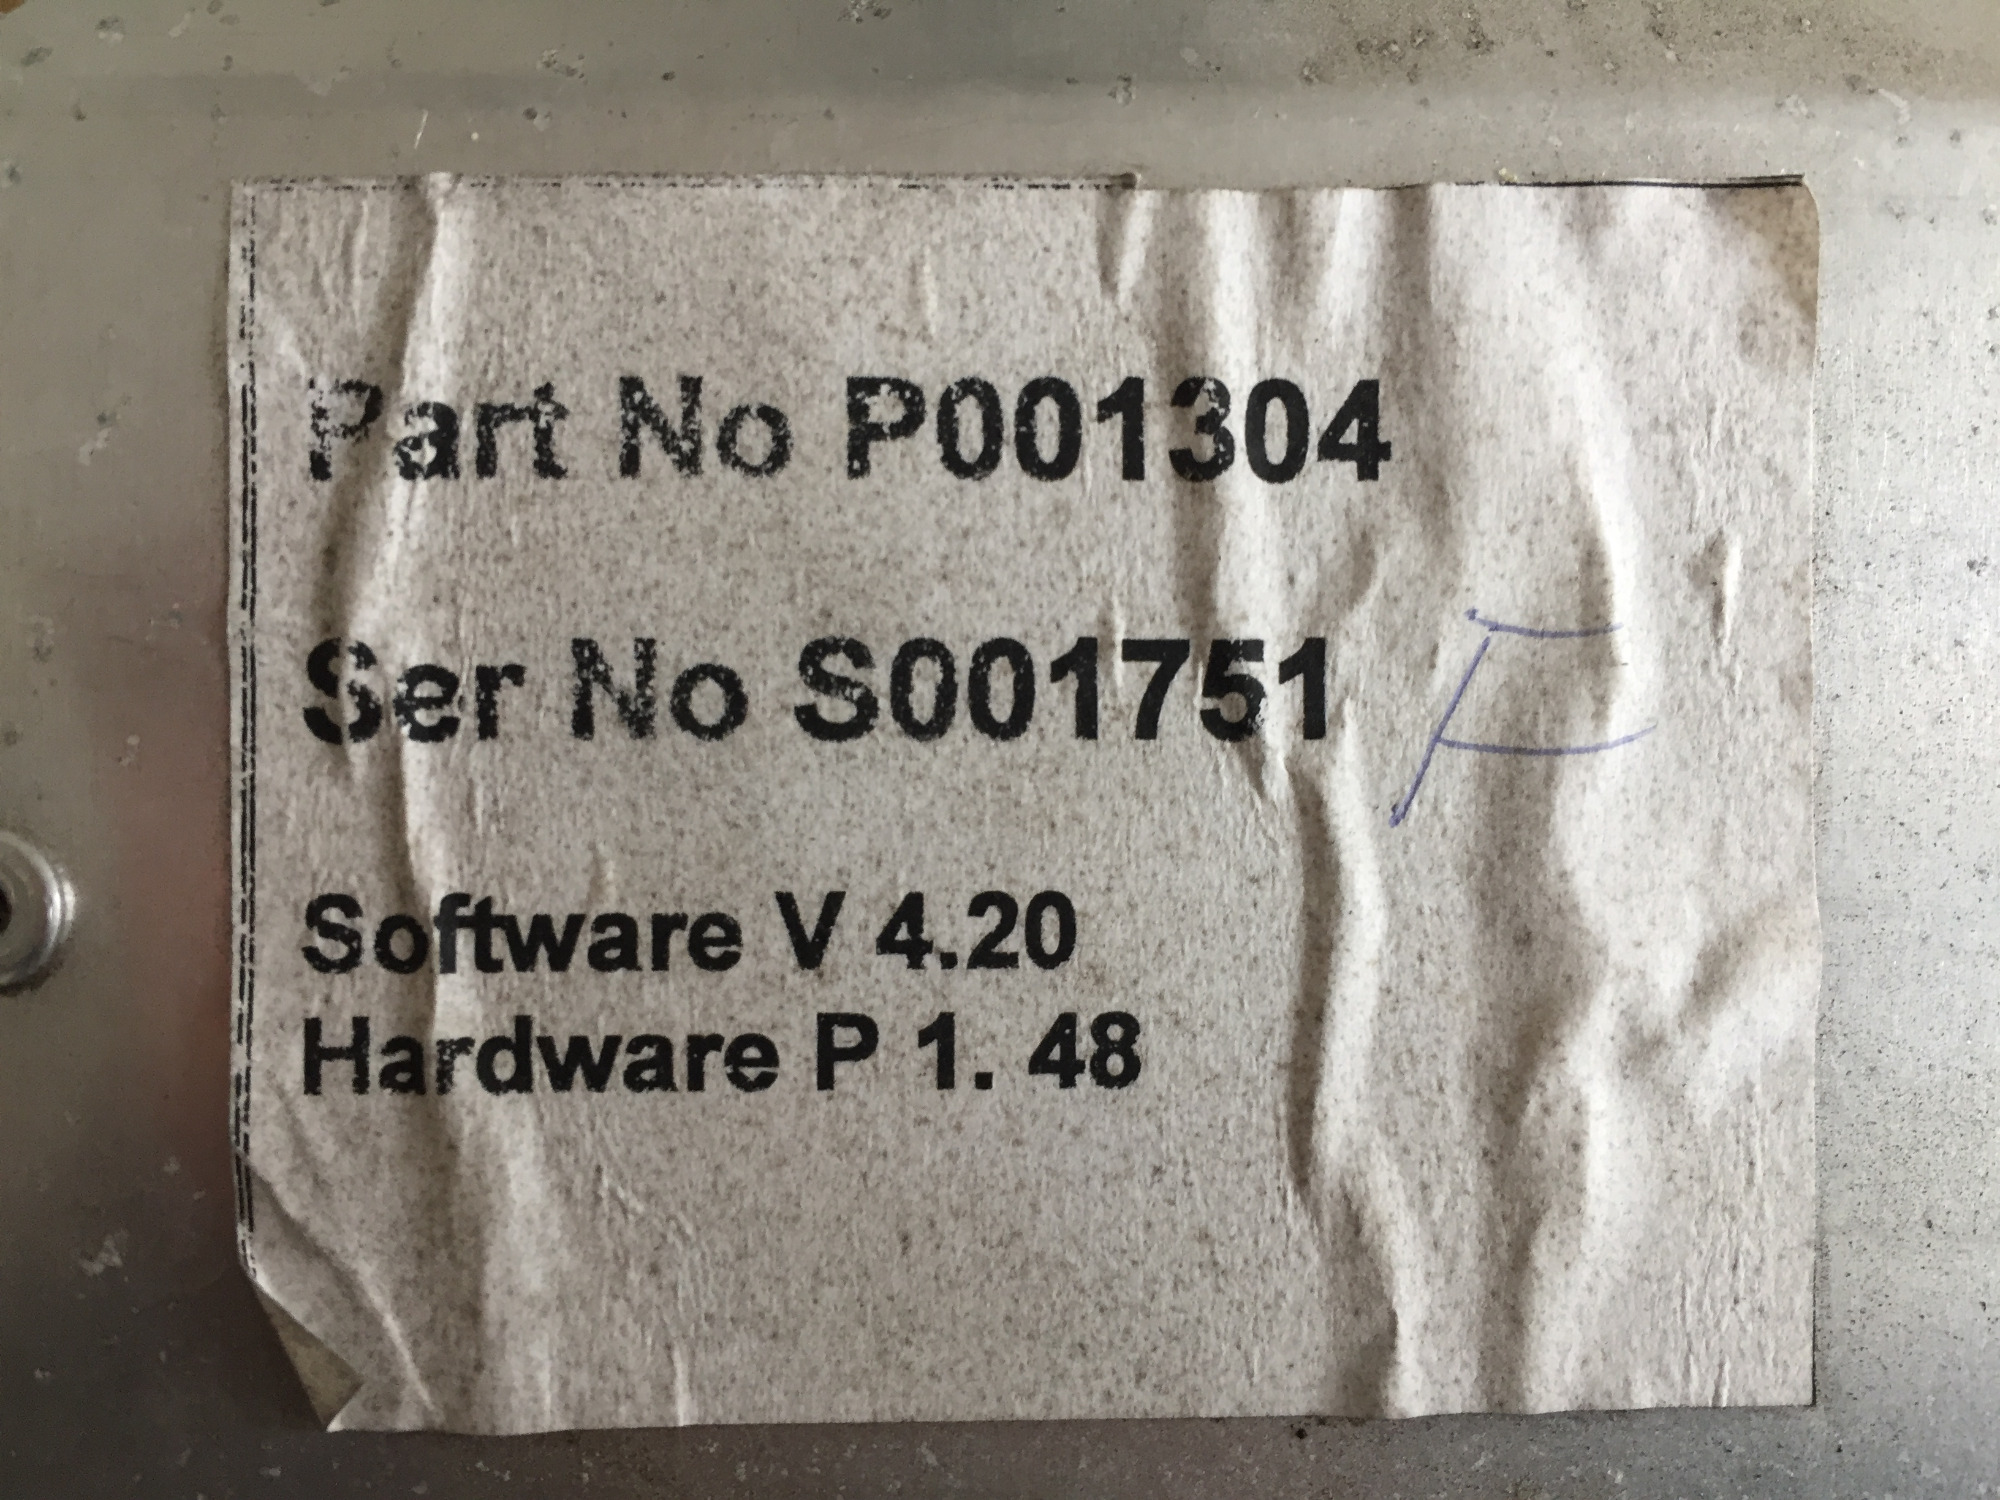 Part No P001304
Ser No S001751 F
Software V 4.20
Hardware P 1. 48